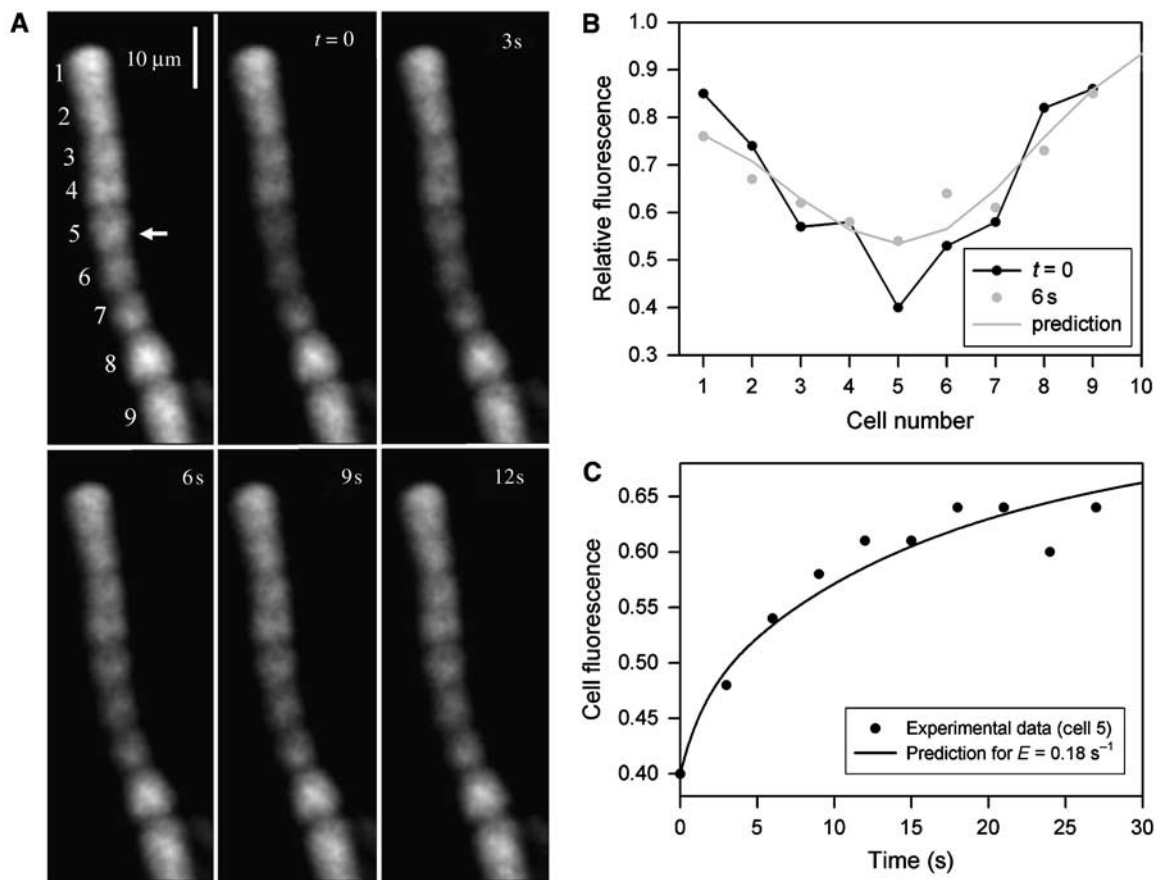 A
10 μm
1
2
3
4
5
6
7
8
9
t = 0
3s
6s
9s
12s
B
Relative fluorescence
1.0
0.9
0.8
0.7
0.6
0.5
0.4
0.3
t = 0
6 s
prediction
1 2 3 4 5 6 7 8 9 10
Cell number
C
Cell fluorescence
0.65
0.60
0.55
0.50
0.45
0.40
Experimental data (cell 5)
Prediction for E = 0.18 s⁻¹
0 5 10 15 20 25 30
Time (s)